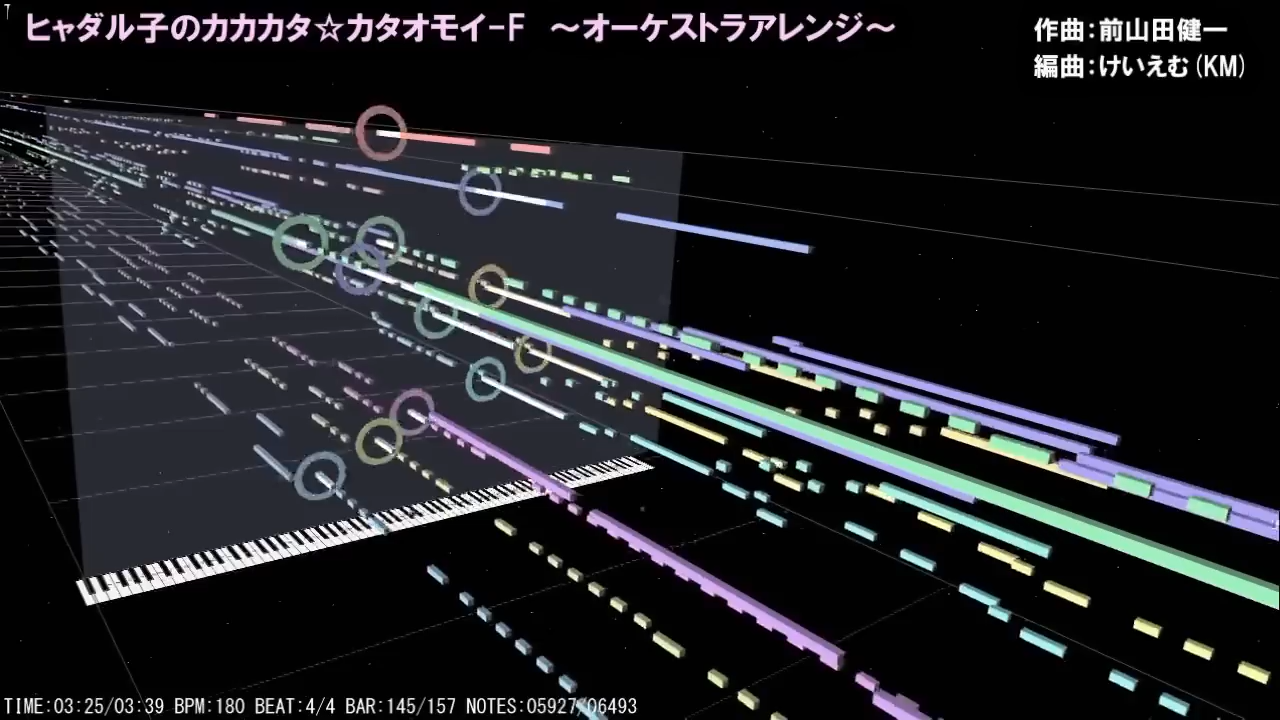 ヒャダル子のカカカタ☆カタオモイ-F ～オーケストラアレンジ～
作曲:前山田健一
編曲:けいえむ(KM)
TIME:03:25/03:39 BPM:180 BEAT:4/4 BAR:145/157 NOTES:05927/06493